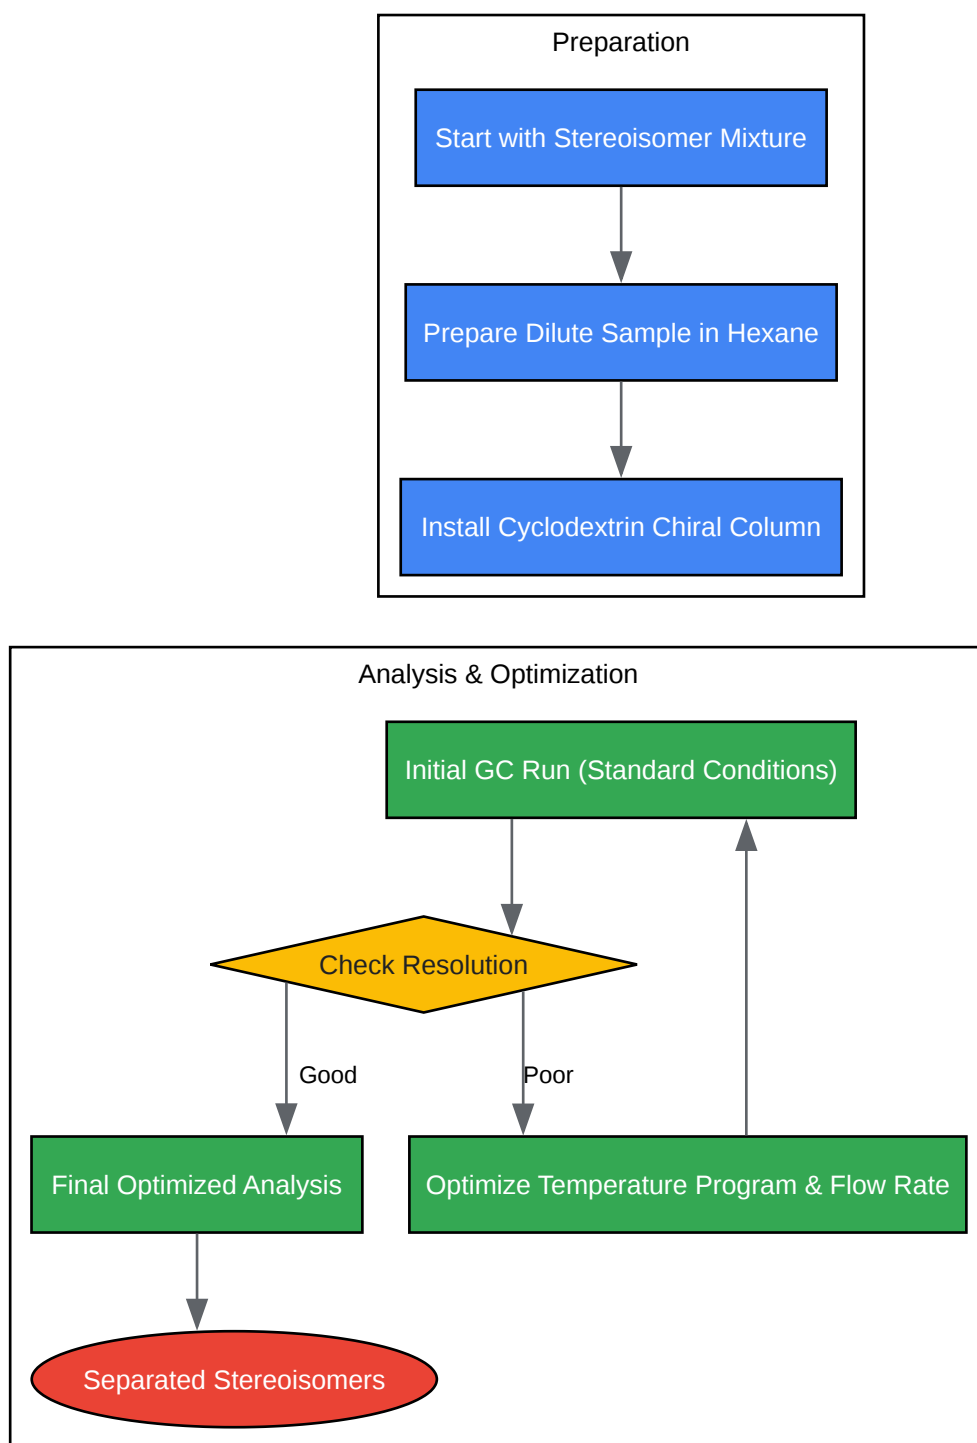 Preparation
Start with Stereoisomer Mixture
Prepare Dilute Sample in Hexane
Install Cyclodextrin Chiral Column
Analysis & Optimization
Initial GC Run (Standard Conditions)
Check Resolution
Good
Poor
Final Optimized Analysis
Optimize Temperature Program & Flow Rate
Separated Stereoisomers